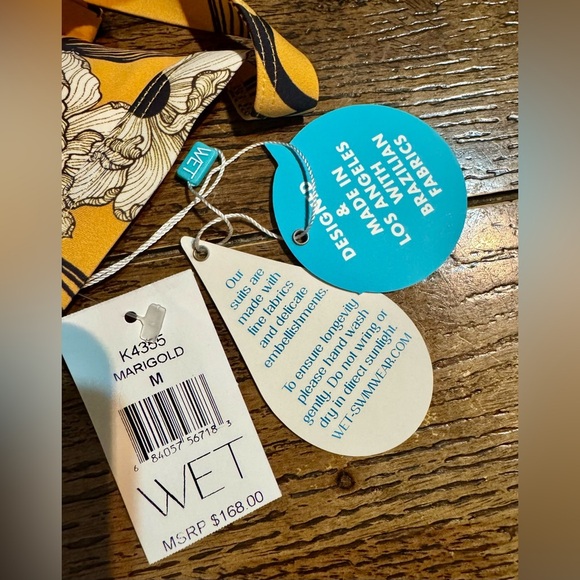 WET
DESIGNED
&
MADE IN
LOS ANGELES
WITH
BRAZILIAN
FABRICS
Our
suits are
made with
fine fabrics
and delicate
embellishments.
To ensure longevity
please hand wash
gently. Do not wring or
dry in direct sunlight.
WET-SWIMWEAR.COM
K4355
MARIGOLD
M
6 84057 56718 3
WET
MSRP $168.00